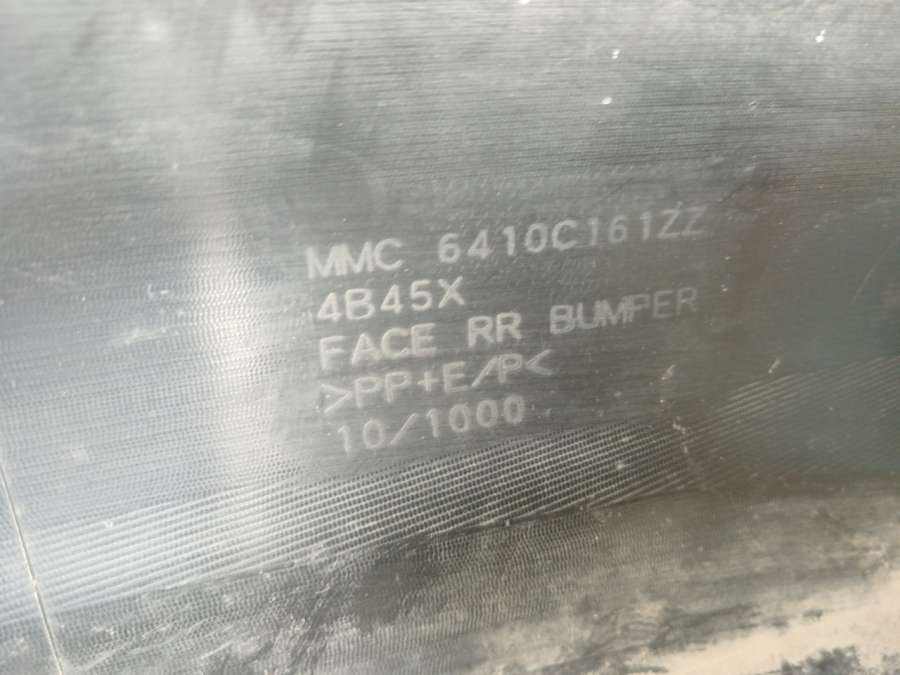 MMC 6410C161ZZ
4B45X
FACE RR BUMPER
>PP+E/P<
10/1000